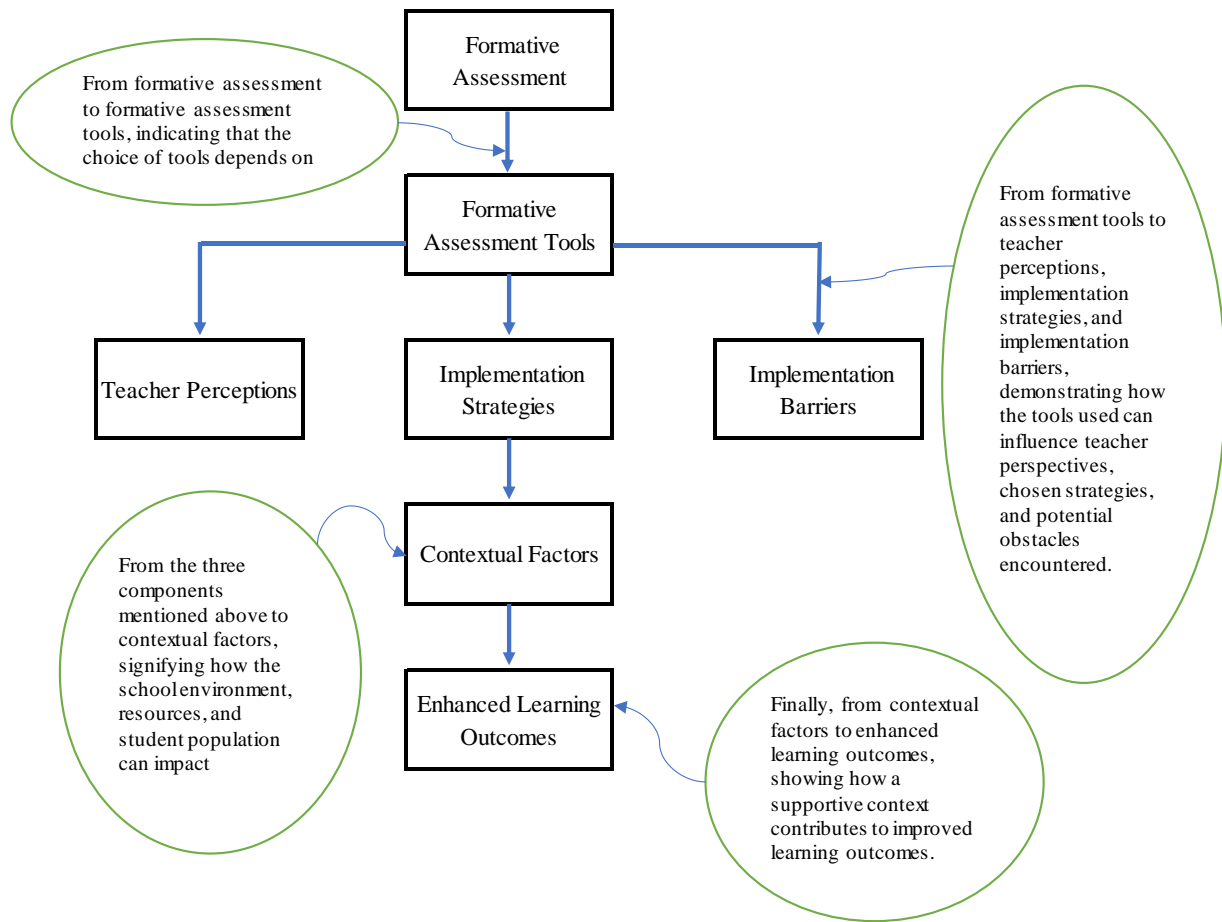 Formative
Assessment
From formative assessment
to formative assessment
tools, indicating that the
choice of tools depends on
Formative
Assessment Tools
From formative
assessment tools to
teacher
perceptions,
implementation
strategies, and
implementation
barriers,
demonstrating how
the tools used can
influence teacher
perspectives,
chosen strategies,
and potential
obstacles
encountered.
Teacher Perceptions
Implementation
Strategies
Implementation
Barriers
From the three
components
mentioned above to
contextual factors,
signifying how the
school environment,
resources, and
student population
can impact
Contextual Factors
Enhanced Learning
Outcomes
Finally, from contextual
factors to enhanced
learning outcomes,
showing how a
supportive context
contributes to improved
learning outcomes.